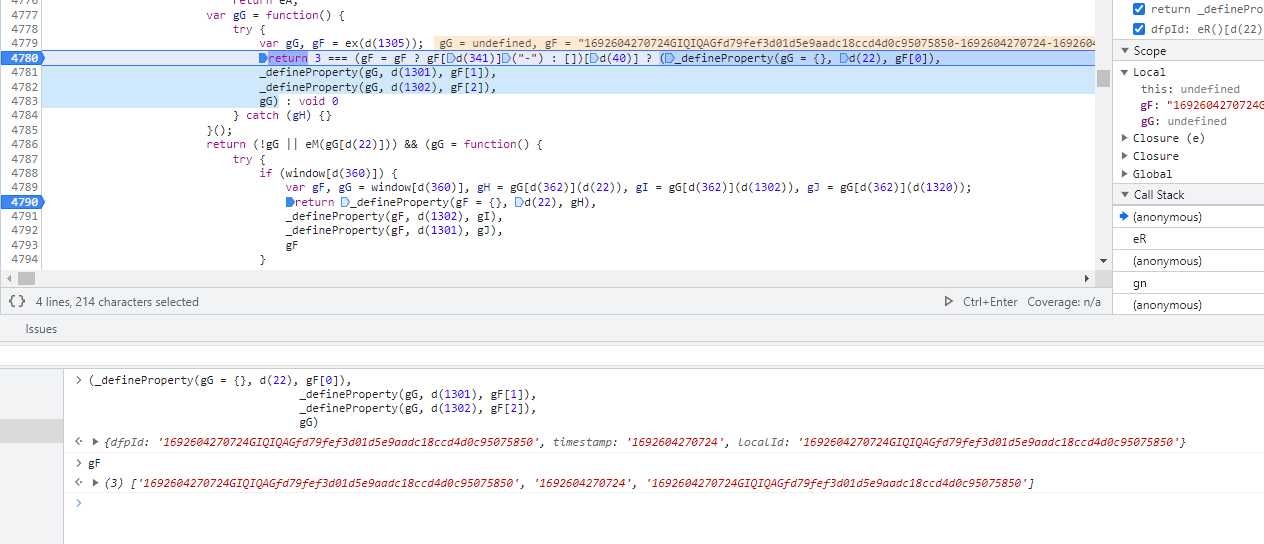 4776 return eA;
4777 var gG = function() {
4778 try {
4779 var gG, gF = ex(d(1305)); gG = undefined, gF = "1692604270724GIQIQAGfd79fef3d01d5e9aadc18ccd4d0c95075850-1692604270724-169260
4780 return 3 === (gF = gF ? gF[d(341)]("-") : [])[d(40)] ? (_defineProperty(gG = {}, d(22), gF[0]),
4781 _defineProperty(gG, d(1301), gF[1]),
4782 _defineProperty(gG, d(1302), gF[2]),
4783 gG) : void 0
4784 } catch (gH) {}
4785 }();
4786 return (!gG || eM(gG[d(22)])) && (gG = function() {
4787 try {
4788 if (window[d(360)]) {
4789 var gF, gG = window[d(360)], gH = gG[d(362)](d(22)), gI = gG[d(362)](d(1302)), gJ = gG[d(362)](d(1320));
4790 return _defineProperty(gF = {}, d(22), gH),
4791 _defineProperty(gF, d(1302), gI),
4792 _defineProperty(gF, d(1301), gJ),
4793 gF
4794 }
{} 4 lines, 214 characters selected
Ctrl+Enter Coverage: n/a
return _definePro
dfpId: eR()[d(22)
Scope
Local
this: undefined
gF: "1692604270724G
gG: undefined
Closure (e)
Closure
Global
Call Stack
(anonymous)
eR
(anonymous)
gn
(anonymous)
Issues
(_defineProperty(gG = {}, d(22), gF[0]),
_defineProperty(gG, d(1301), gF[1]),
_defineProperty(gG, d(1302), gF[2]),
gG)
{dfpId: '1692604270724GIQIQAGfd79fef3d01d5e9aadc18ccd4d0c95075850', timestamp: '1692604270724', localId: '1692604270724GIQIQAGfd79fef3d01d5e9aadc18ccd4d0c95075850'}
gF
(3) ['1692604270724GIQIQAGfd79fef3d01d5e9aadc18ccd4d0c95075850', '1692604270724', '1692604270724GIQIQAGfd79fef3d01d5e9aadc18ccd4d0c95075850']